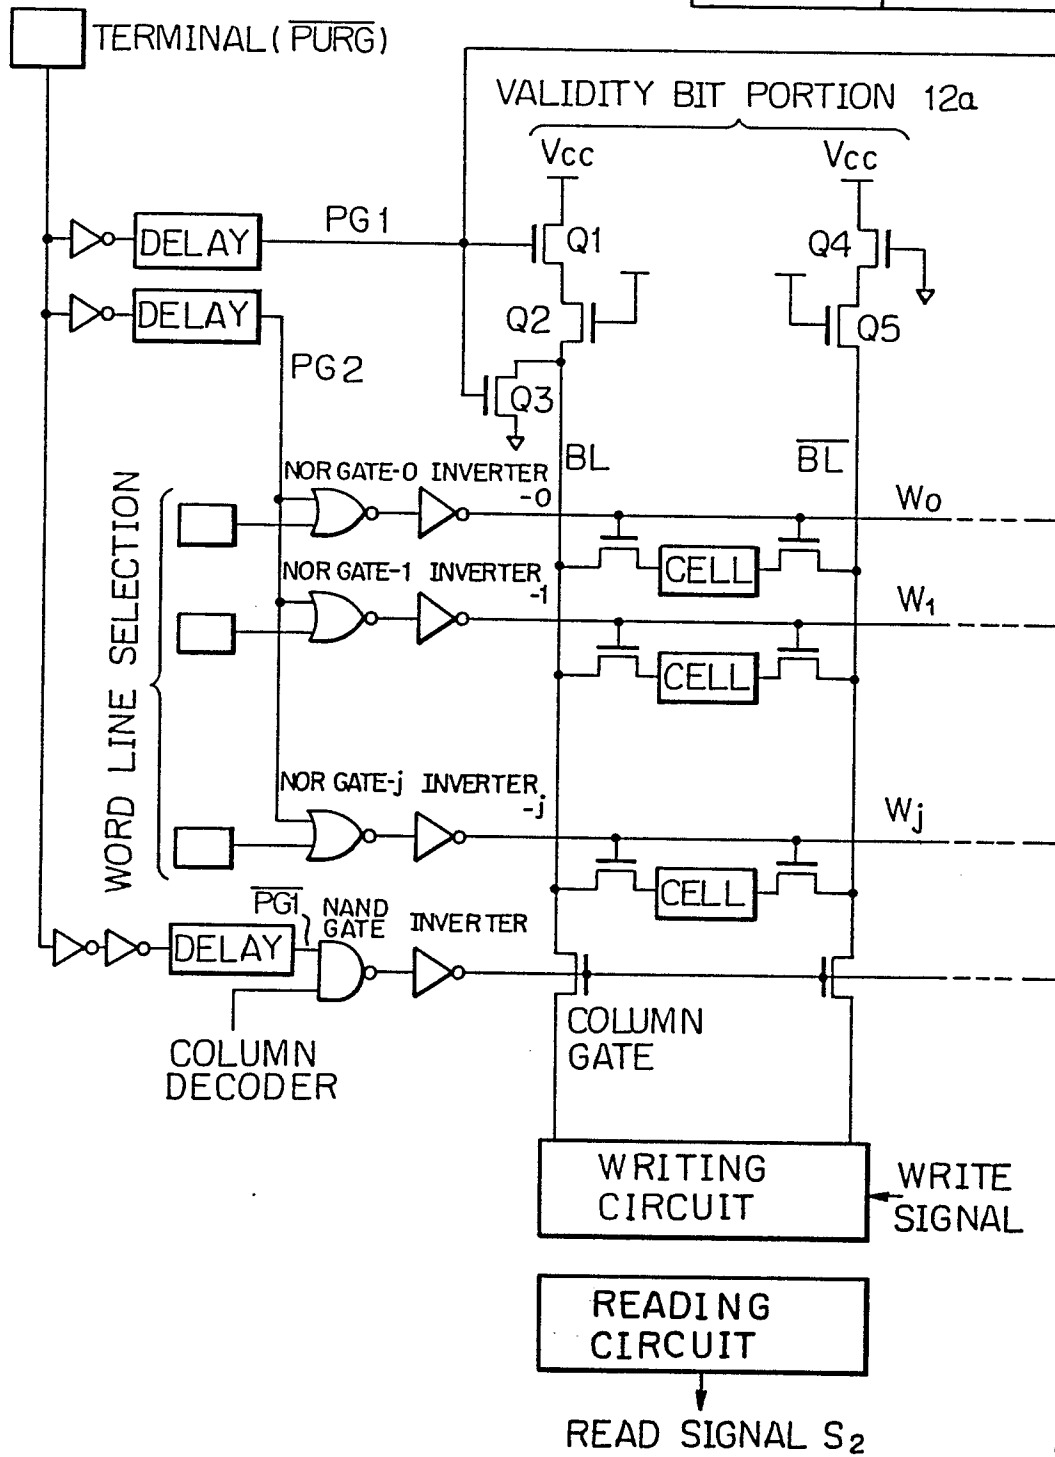 TERMINAL(PURG)
VALIDITY BIT PORTION 12a
Vcc
Vcc
PG1
DELAY
Q1
Q4
DELAY
Q2
Q5
PG2
Q3
BL
BL
NOR GATE-0 INVERTER
-0
W0
CELL
NOR GATE-1 INVERTER
-1
W1
CELL
WORD LINE SELECTION
NOR GATE-j INVERTER
-j
Wj
CELL
PG1
NAND
GATE
INVERTER
DELAY
COLUMN
DECODER
COLUMN
GATE
WRITING
CIRCUIT
WRITE
SIGNAL
READING
CIRCUIT
READ SIGNAL S2